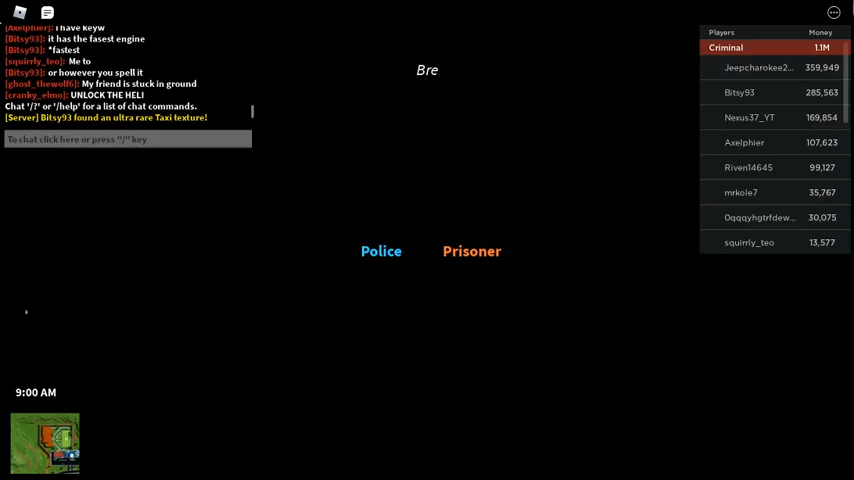 [Axelphier]: i have keyw
[Bitsy93]: it has the fasest engine
[Bitsy93]: *fastest
[squirrly_teo]: Me to
[Bitsy93]: or however you spell it
[ghost_thewolf6]: My friend is stuck in ground
[cranky_elmo]: UNLOCK THE HELI
Chat '/?' or '/help' for a list of chat commands.
[Server] Bitsy93 found an ultra rare Taxi texture!
To chat click here or press "/" key
Bre
Players Money
Criminal 1.1M
Jeepcharokee2... 359,949
Bitsy93 285,563
Nexus37_YT 169,854
Axelphier 107,623
Riven14645 99,127
mrkole7 35,767
0qqqyhgtrfdew... 30,075
squirrly_teo 13,577
Police Prisoner
9:00 AM